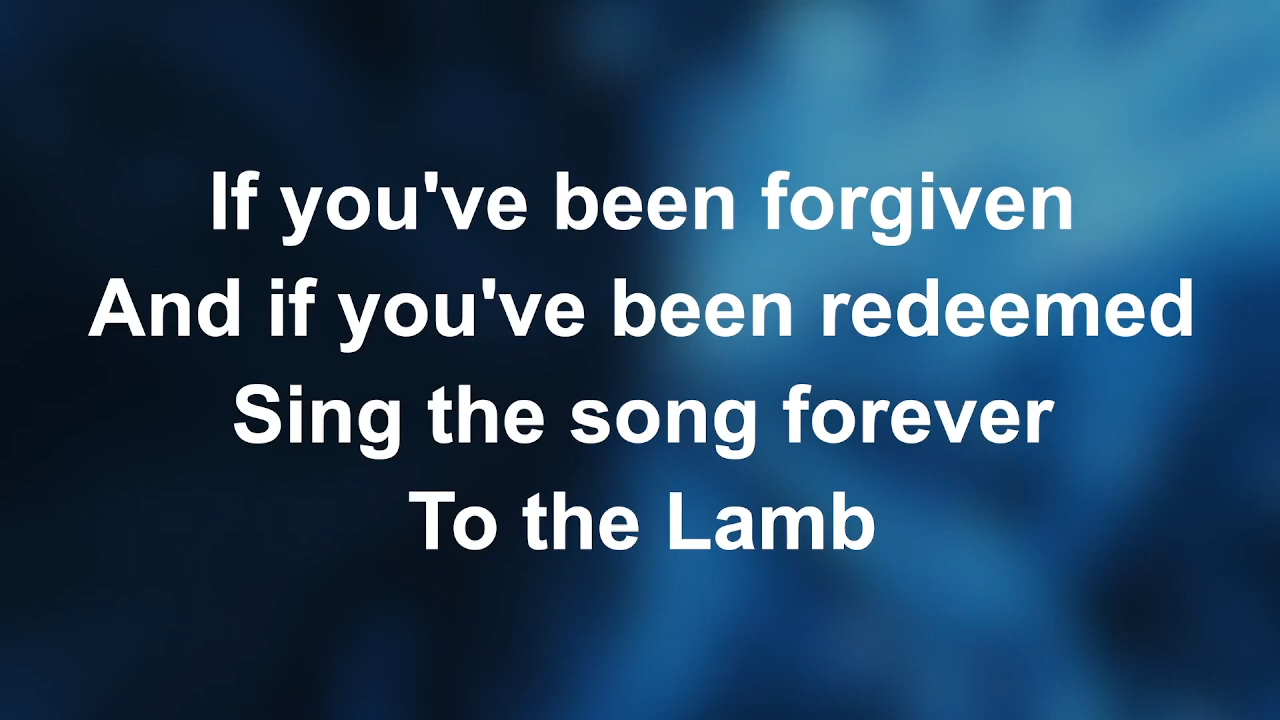 If you've been forgiven
And if you've been redeemed
Sing the song forever
To the Lamb